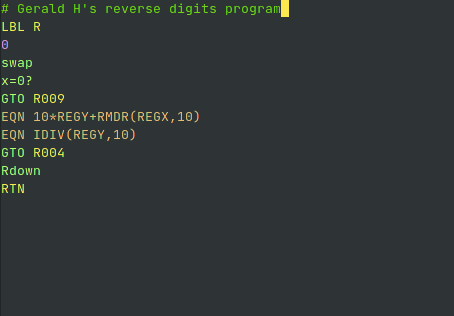 # Gerald H's reverse digits program
LBL R
0
swap
x=0?
GTO R009
EQN 10*REGY+RMDR(REGX,10)
EQN IDIV(REGY,10)
GTO R004
Rdown
RTN